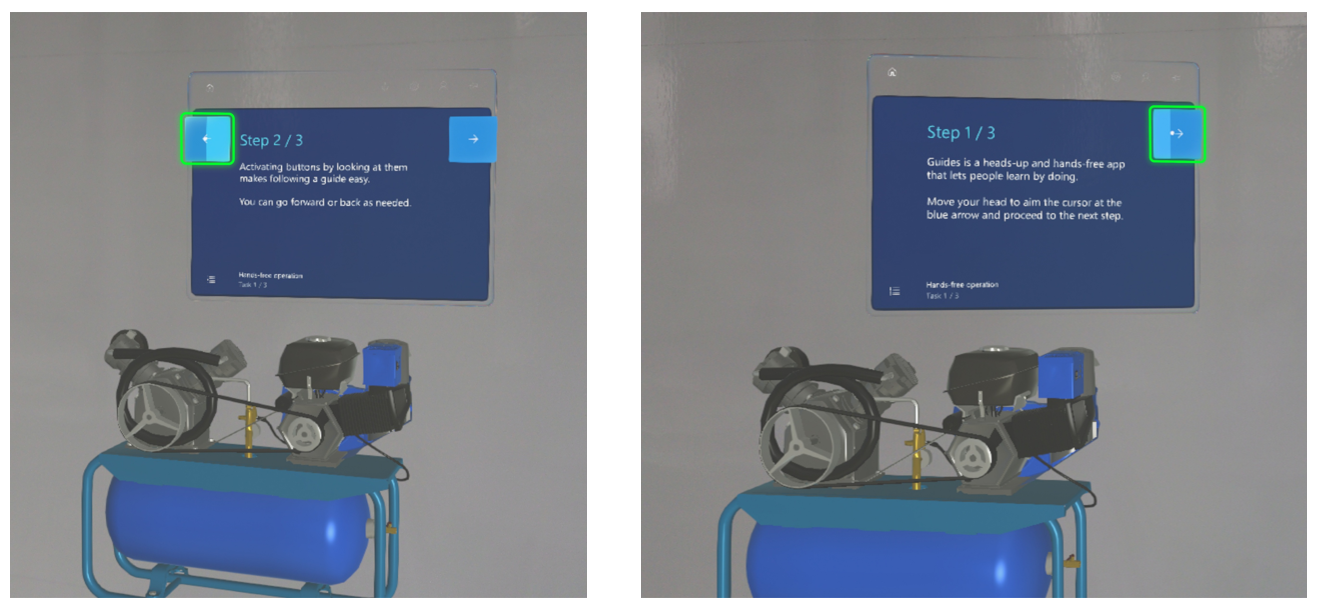 Step 2 / 3
Activating buttons by looking at them
makes following a guide easy.
You can go forward or back as needed.
Hands-free operation
Task 1 / 3
Step 1 / 3
Guides is a heads-up and hands-free app
that lets people learn by doing.
Move your head to aim the cursor at the
blue arrow and proceed to the next step.
Hands-free operation
Task 1 / 3